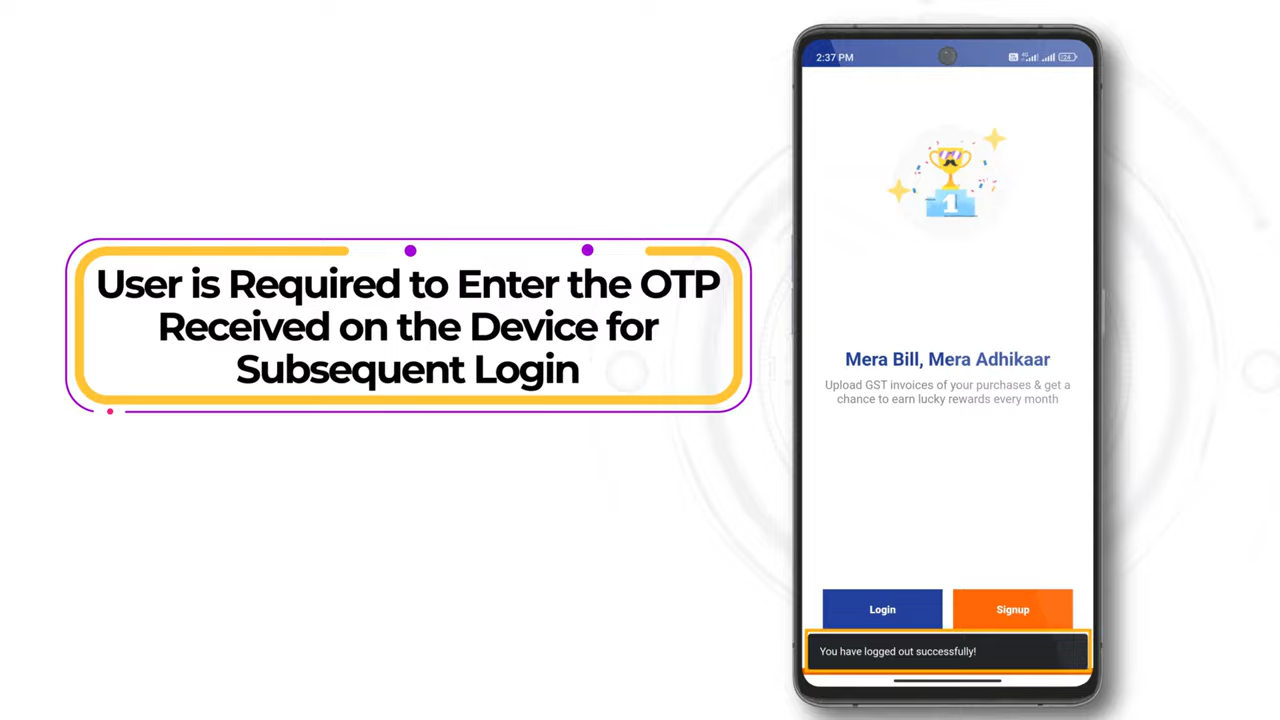 User is Required to Enter the OTP
Received on the Device for
Subsequent Login
2:37 PM
1
Mera Bill, Mera Adhikaar
Upload GST invoices of your purchases & get a
chance to earn lucky rewards every month
Login
Signup
You have logged out successfully!